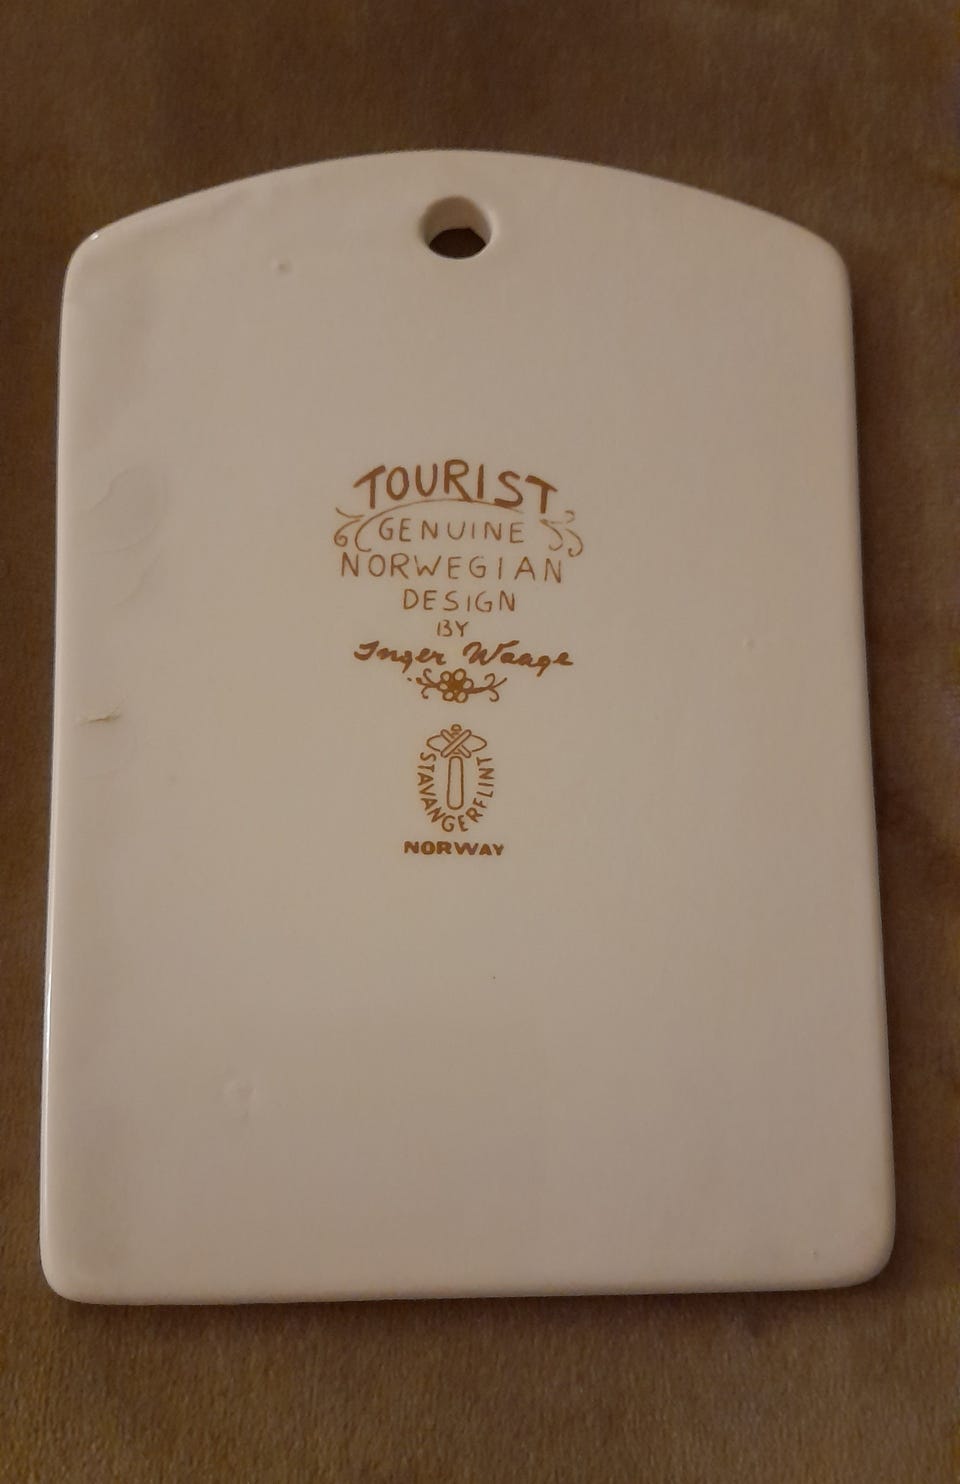 TOURIST
GENUINE
NORWEGIAN
DESIGN
BY
Inger Waage
STAVANGERFLINT
NORWAY